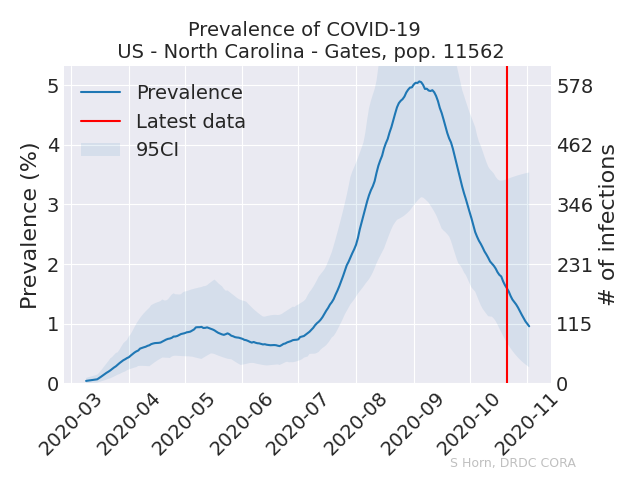 Prevalence of COVID-19
US - North Carolina - Gates, pop. 11562
Prevalence
Latest data
95CI
Prevalence (%)
5
4
3
2
1
0
578
462
346
231
115
0
# of infections
2020-03
2020-04
2020-05
2020-06
2020-07
2020-08
2020-09
2020-10
2020-11
S Horn, DRDC CORA